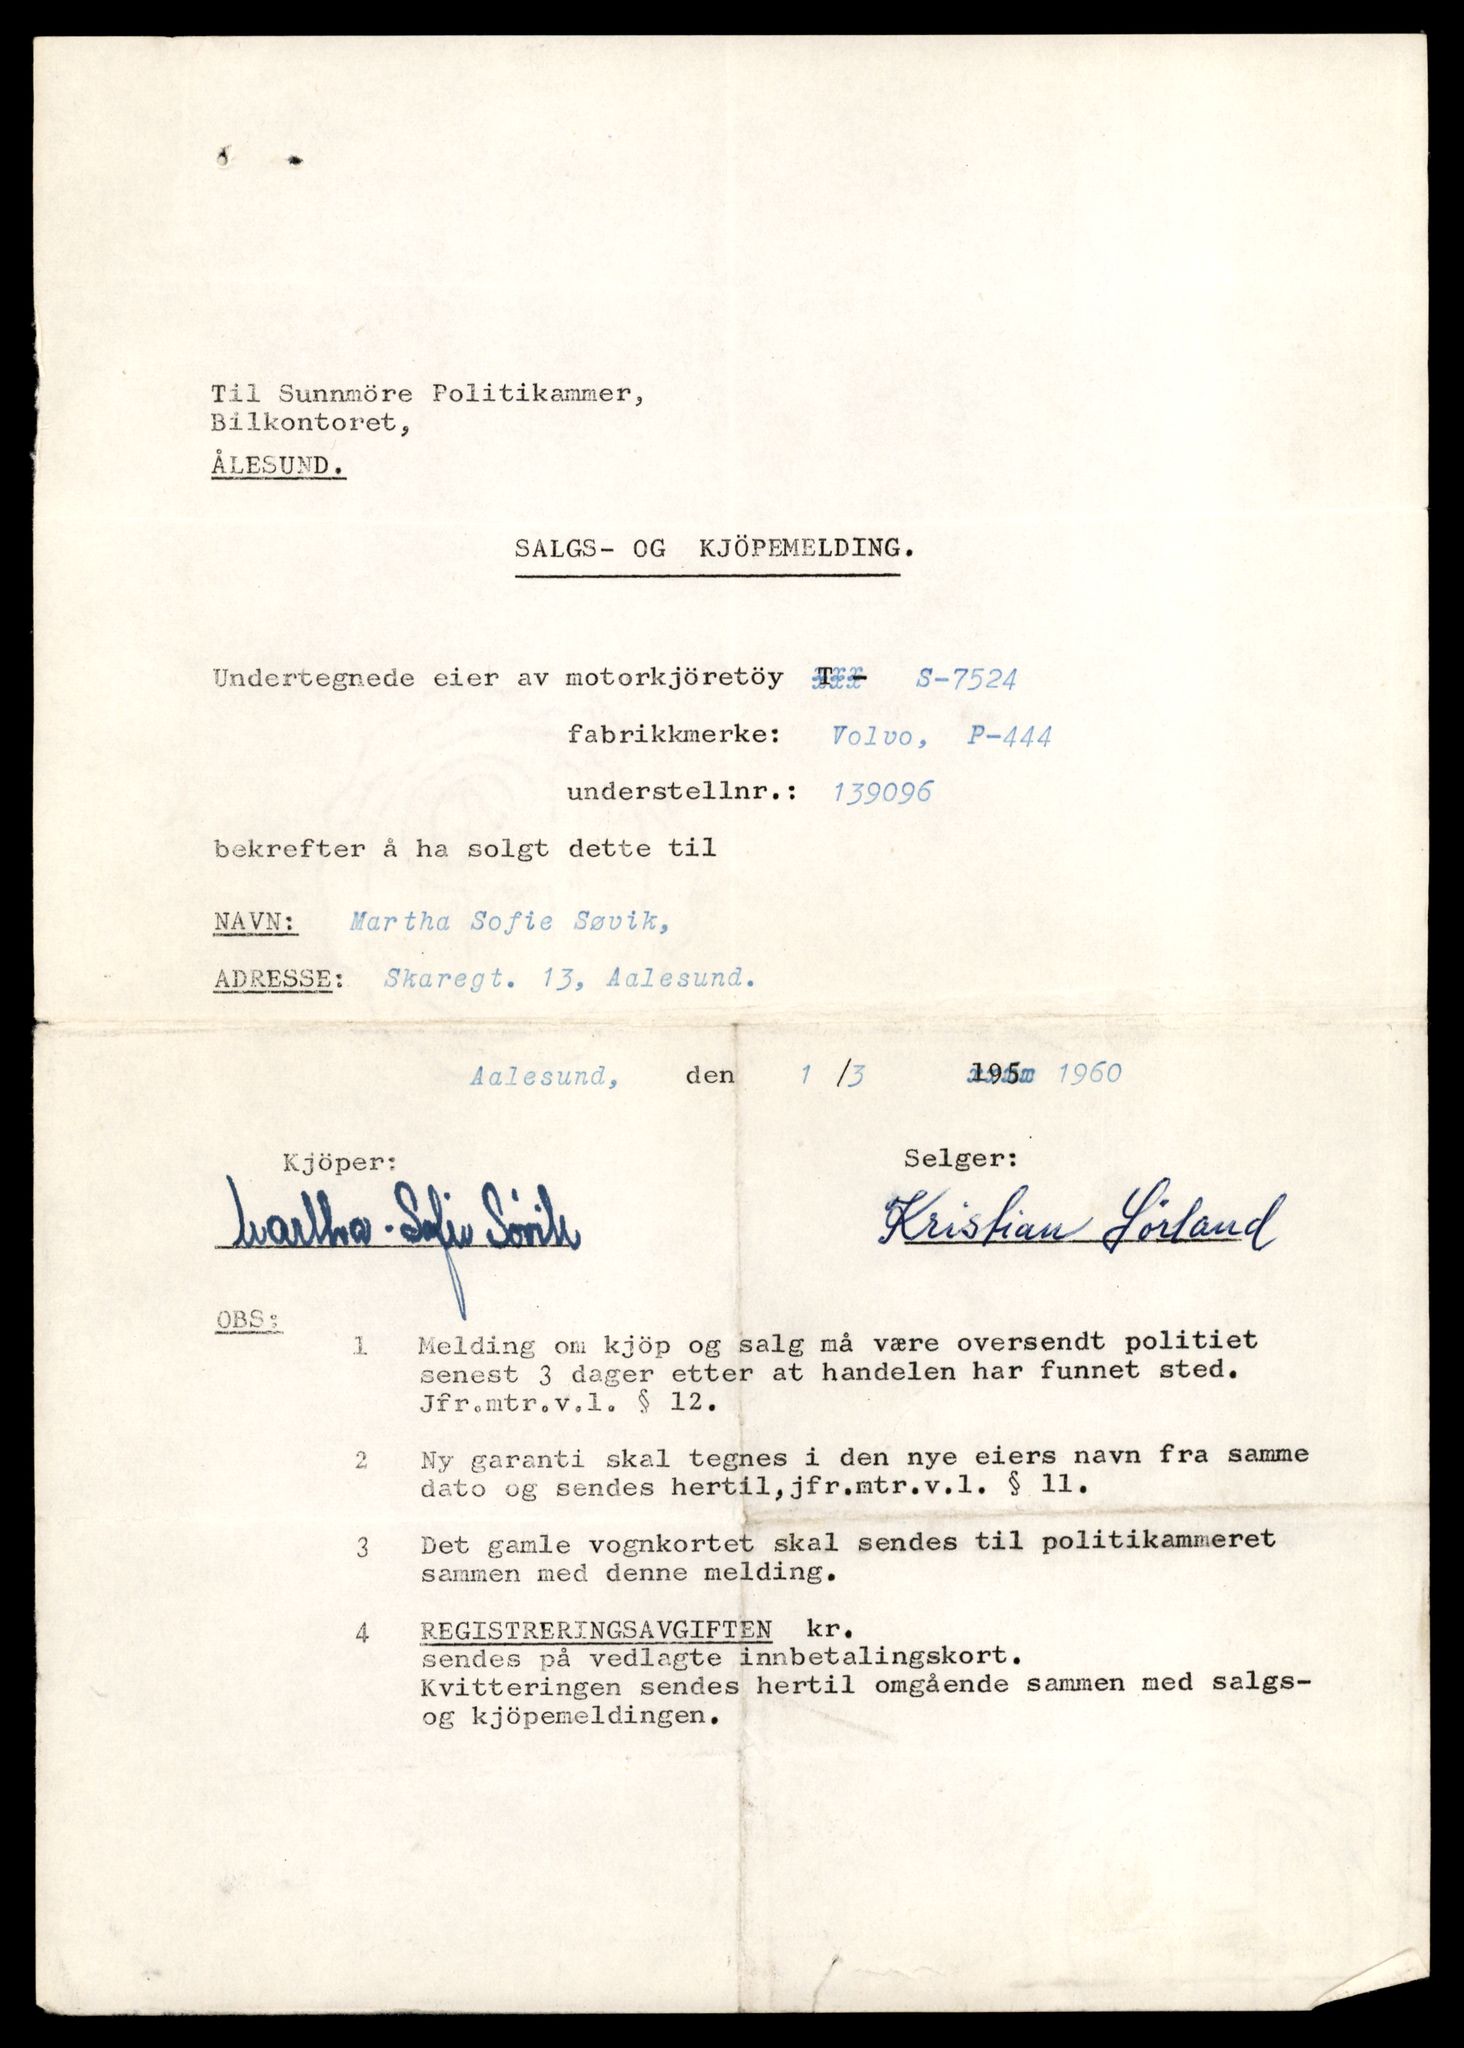 Til Sunnmöre Politikammer,
Bilkontoret,
ÅLESUND.
SALGS- OG KJÖPEMELDING.
Undertegnede eier av motorkjöretöy T - S-7524
fabrikkmerke: Volvo, P-444
understellnr.: 139096
bekrefter å ha solgt dette til
NAVN: Martha Sofie Søvik,
ADRESSE: Skaregt. 13, Aalesund.
Aalesund, den 1 /3 195 1960
Kjöper: Selger:
Martha-Sofie Søvik Kristian Sörland
OBS:
1 Melding om kjöp og salg må være oversendt politiet
senest 3 dager etter at handelen har funnet sted.
Jfr.mtr.v.l. § 12.
2 Ny garanti skal tegnes i den nye eiers navn fra samme
dato og sendes hertil,jfr.mtr.v.l. § 11.
3 Det gamle vognkortet skal sendes til politikammeret
sammen med denne melding.
4 REGISTRERINGSAVGIFTEN kr.
sendes på vedlagte innbetalingskort.
Kvitteringen sendes hertil omgående sammen med salgs-
og kjöpemeldingen.